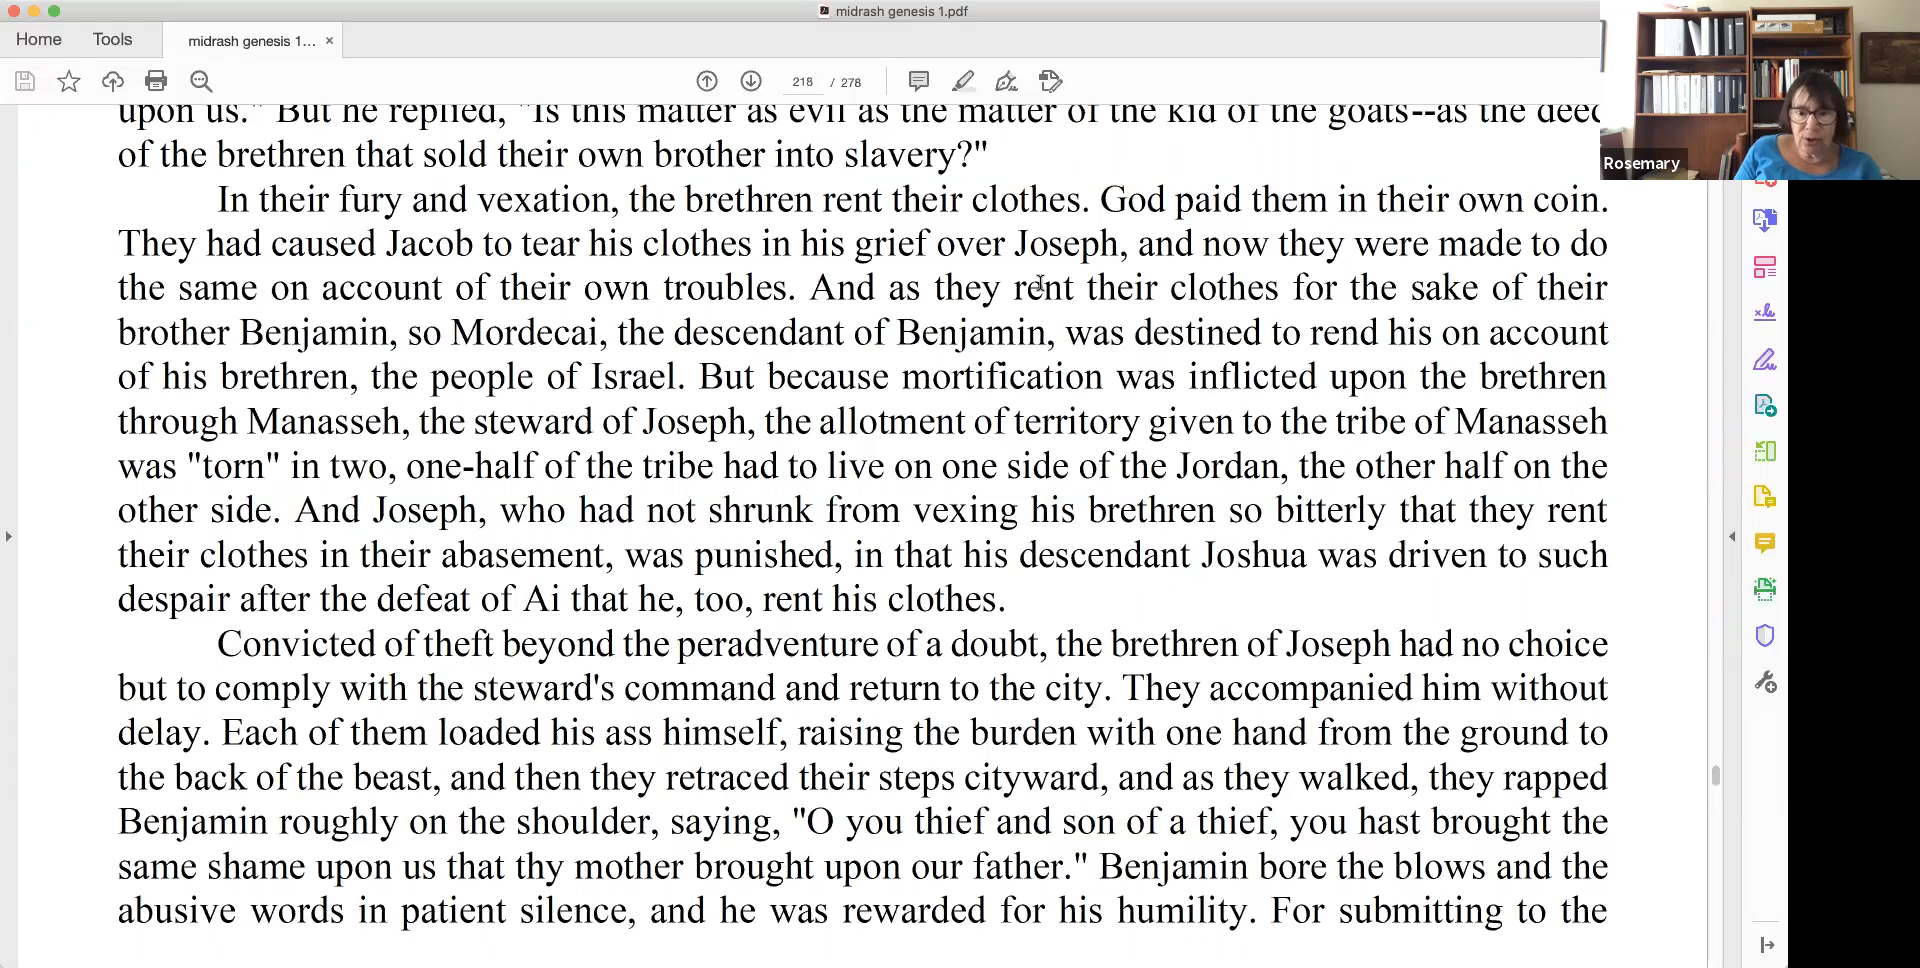 midrash genesis 1.pdf
Home
Tools
midrash genesis 1...
218 / 278
upon us." But he replied, "Is this matter as evil as the matter of the kid of the goats--as the deed
of the brethren that sold their own brother into slavery?"
In their fury and vexation, the brethren rent their clothes. God paid them in their own coin.
They had caused Jacob to tear his clothes in his grief over Joseph, and now they were made to do
the same on account of their own troubles. And as they rent their clothes for the sake of their
brother Benjamin, so Mordecai, the descendant of Benjamin, was destined to rend his on account
of his brethren, the people of Israel. But because mortification was inflicted upon the brethren
through Manasseh, the steward of Joseph, the allotment of territory given to the tribe of Manasseh
was "torn" in two, one-half of the tribe had to live on one side of the Jordan, the other half on the
other side. And Joseph, who had not shrunk from vexing his brethren so bitterly that they rent
their clothes in their abasement, was punished, in that his descendant Joshua was driven to such
despair after the defeat of Ai that he, too, rent his clothes.
Convicted of theft beyond the peradventure of a doubt, the brethren of Joseph had no choice
but to comply with the steward's command and return to the city. They accompanied him without
delay. Each of them loaded his ass himself, raising the burden with one hand from the ground to
the back of the beast, and then they retraced their steps cityward, and as they walked, they rapped
Benjamin roughly on the shoulder, saying, "O you thief and son of a thief, you hast brought the
same shame upon us that thy mother brought upon our father." Benjamin bore the blows and the
abusive words in patient silence, and he was rewarded for his humility. For submitting to the
Rosemary